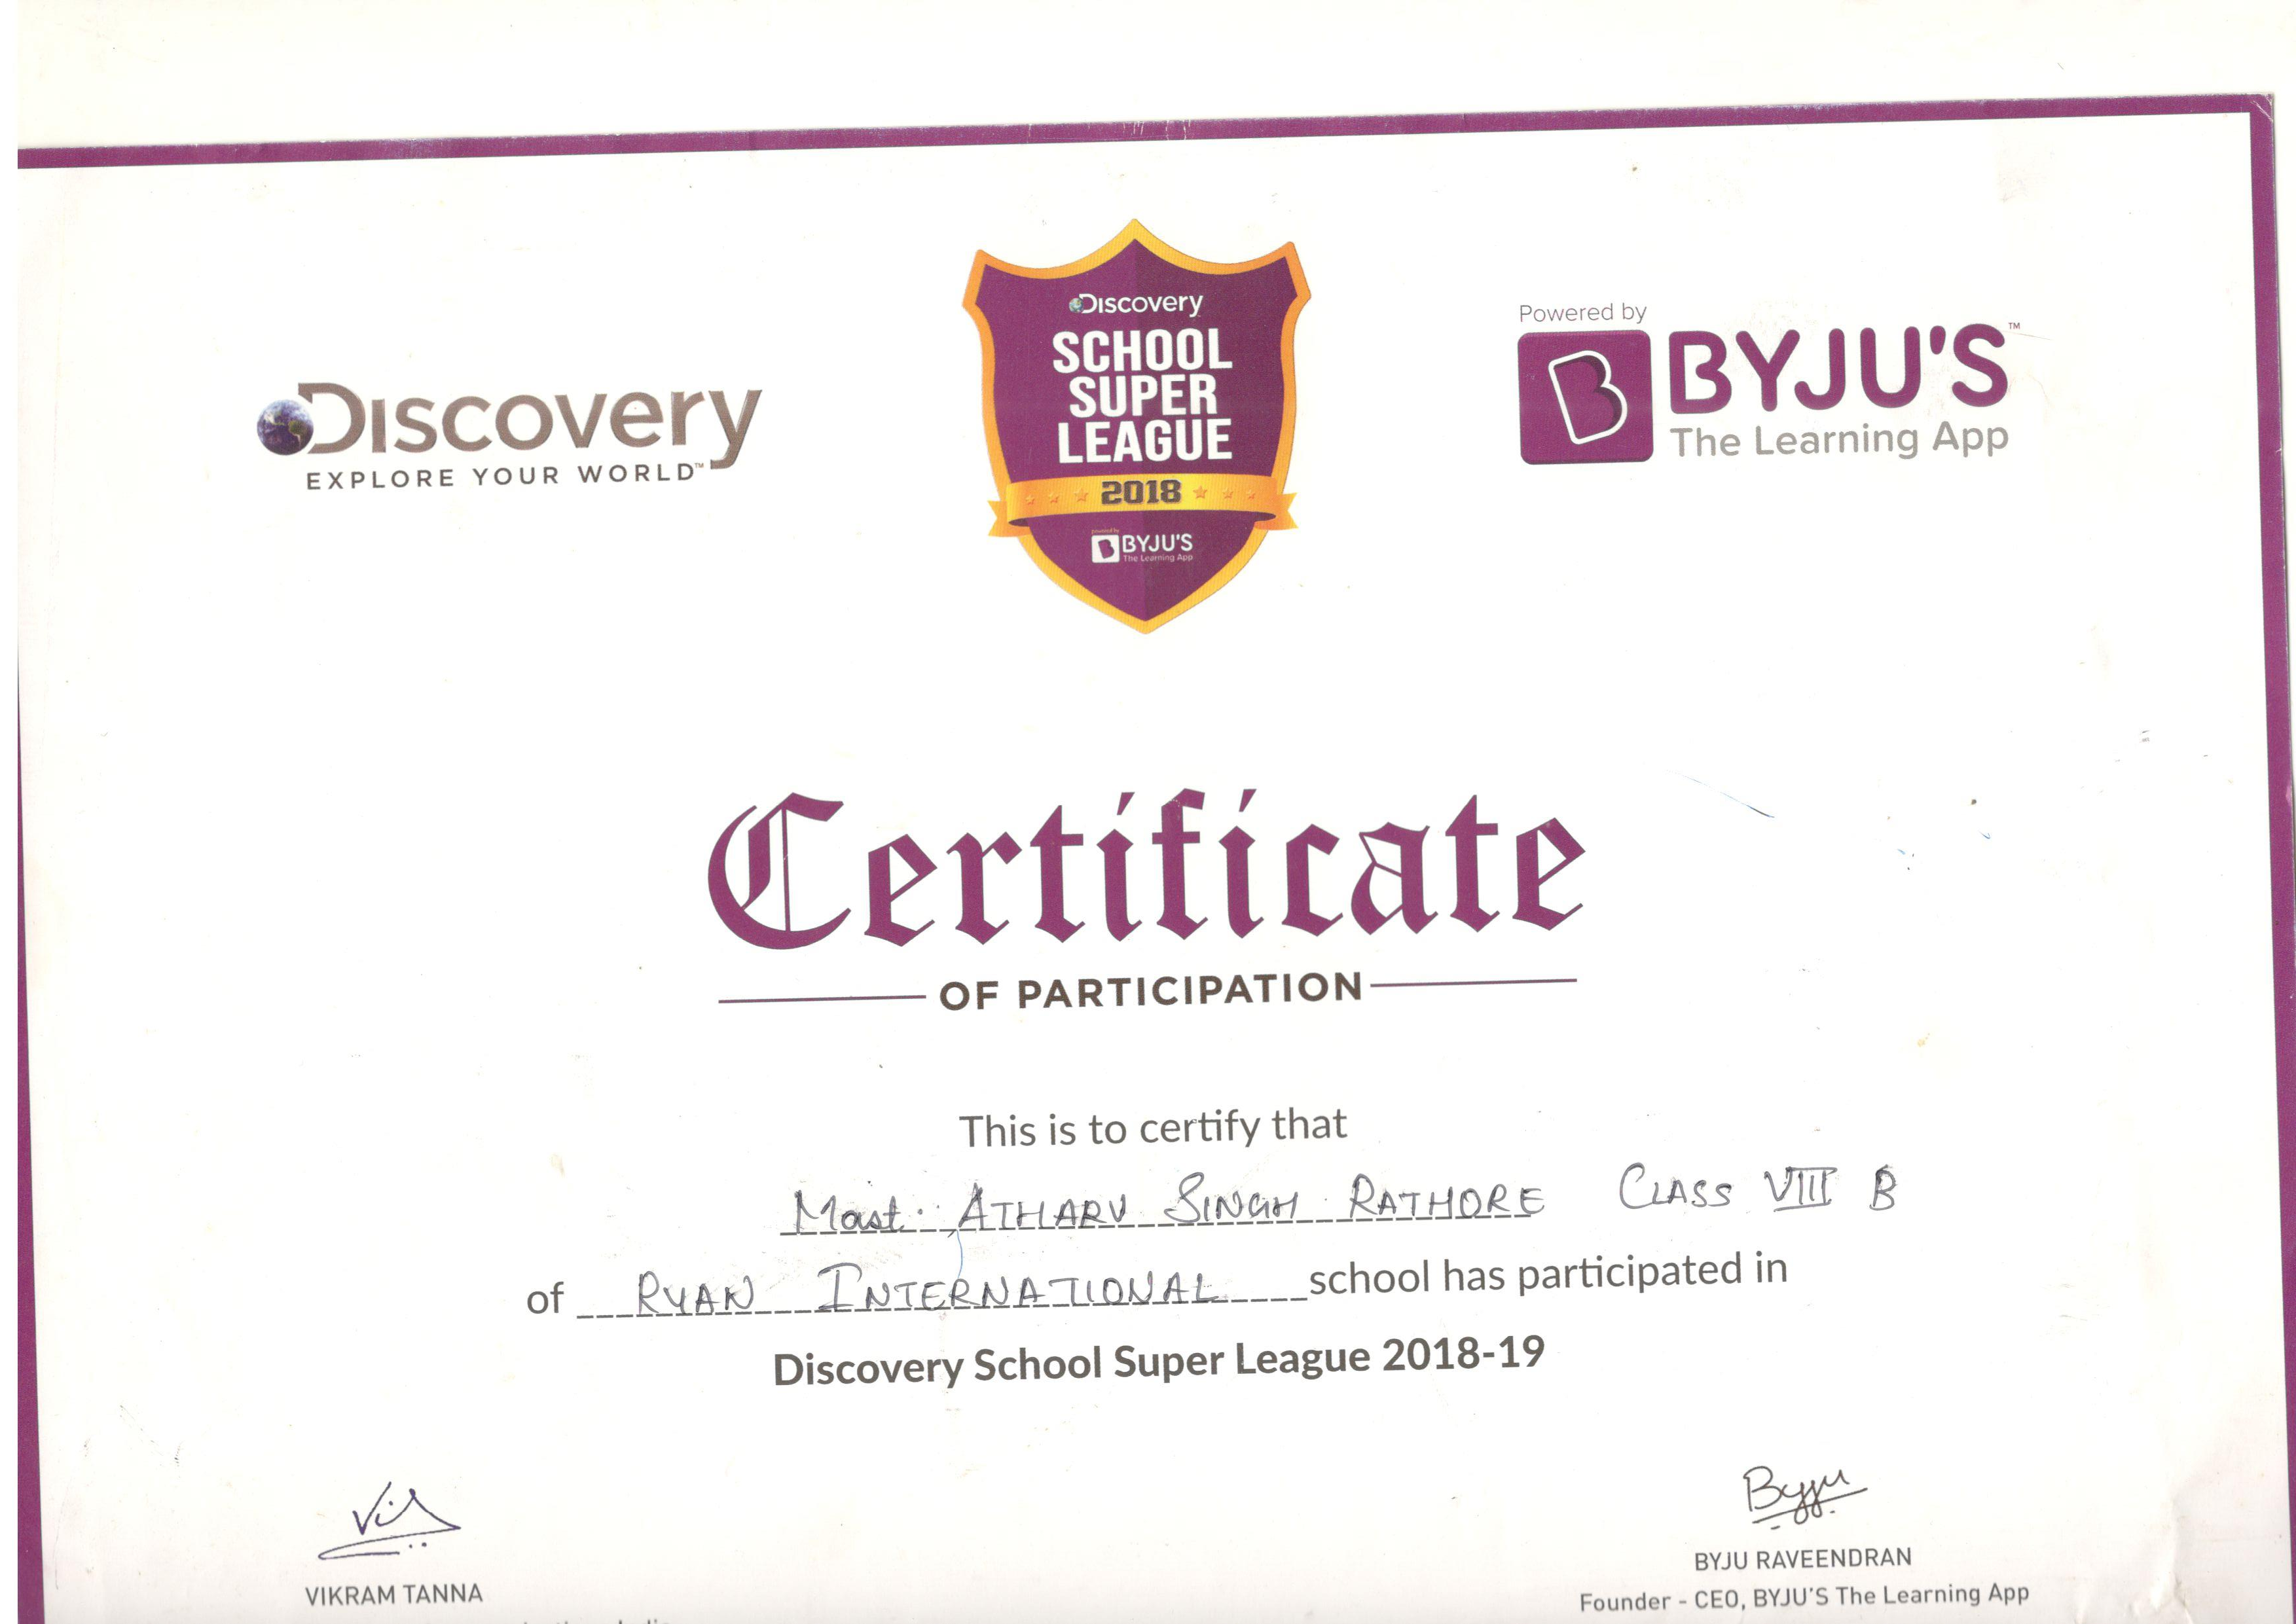 Discovery
EXPLORE YOUR WORLD™
Discovery
SCHOOL
SUPER
LEAGUE
2018
powered by
BYJU'S
The Learning App
Powered by
BYJU'S™
The Learning App
Certificate
OF PARTICIPATION
This is to certify that
Mast. ATHARV SINGH RATHORE CLASS VIII B
of RYAN INTERNATIONAL school has participated in
Discovery School Super League 2018-19
Byju
VIKRAM TANNA
BYJU RAVEENDRAN
Founder - CEO, BYJU'S The Learning App